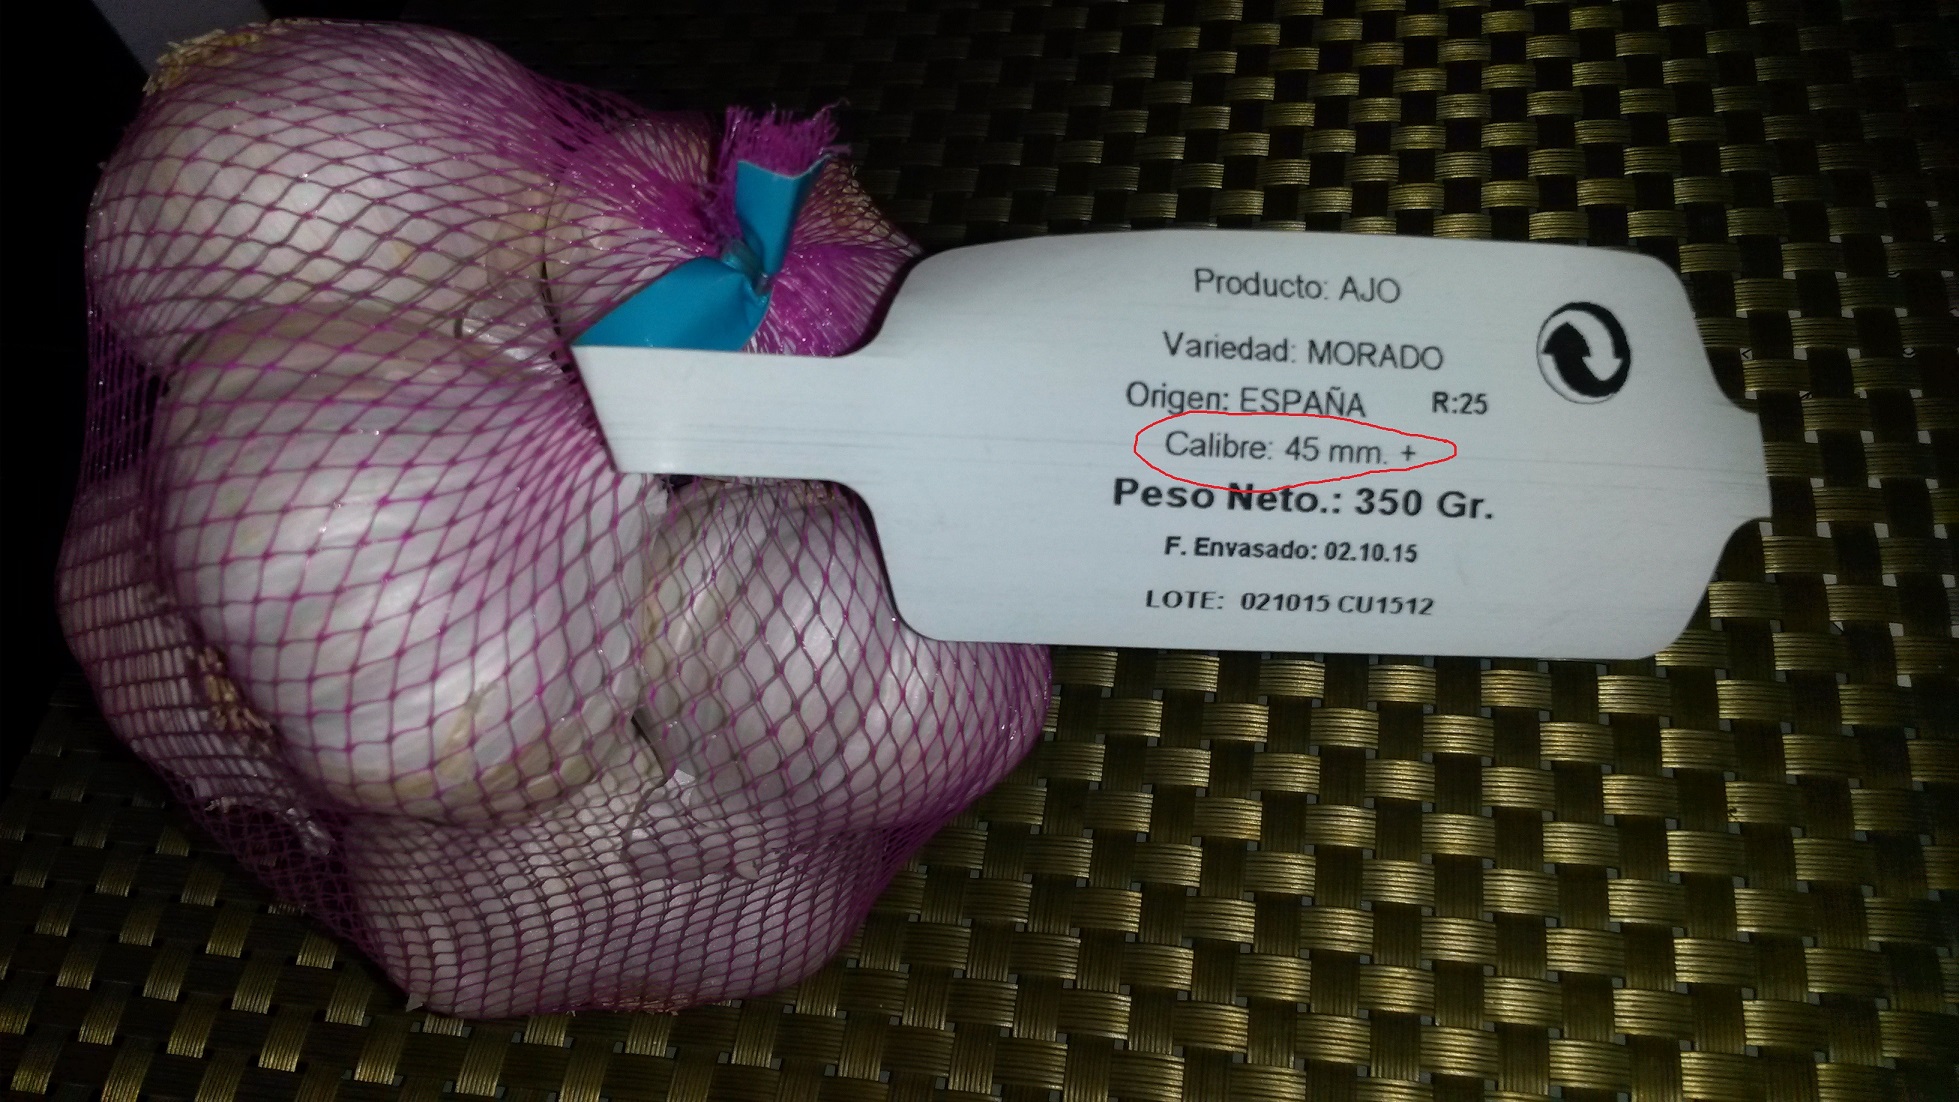 Producto: AJO
Variedad: MORADO
Origen: ESPAÑA R:25
Calibre: 45 mm. +
Peso Neto.: 350 Gr.
F. Envasado: 02.10.15
LOTE: 021015 CU1512